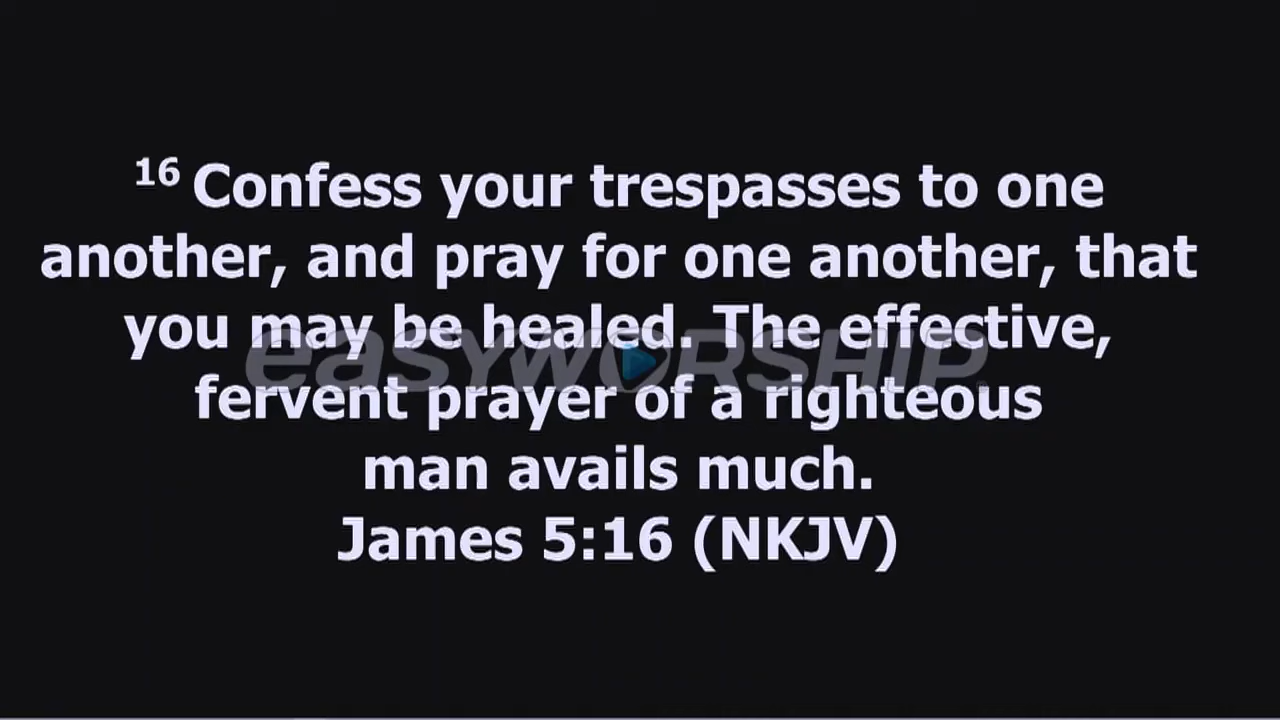 16 Confess your trespasses to one
another, and pray for one another, that
you may be healed. The effective,
easyworship
fervent prayer of a righteous
man avails much.
James 5:16 (NKJV)